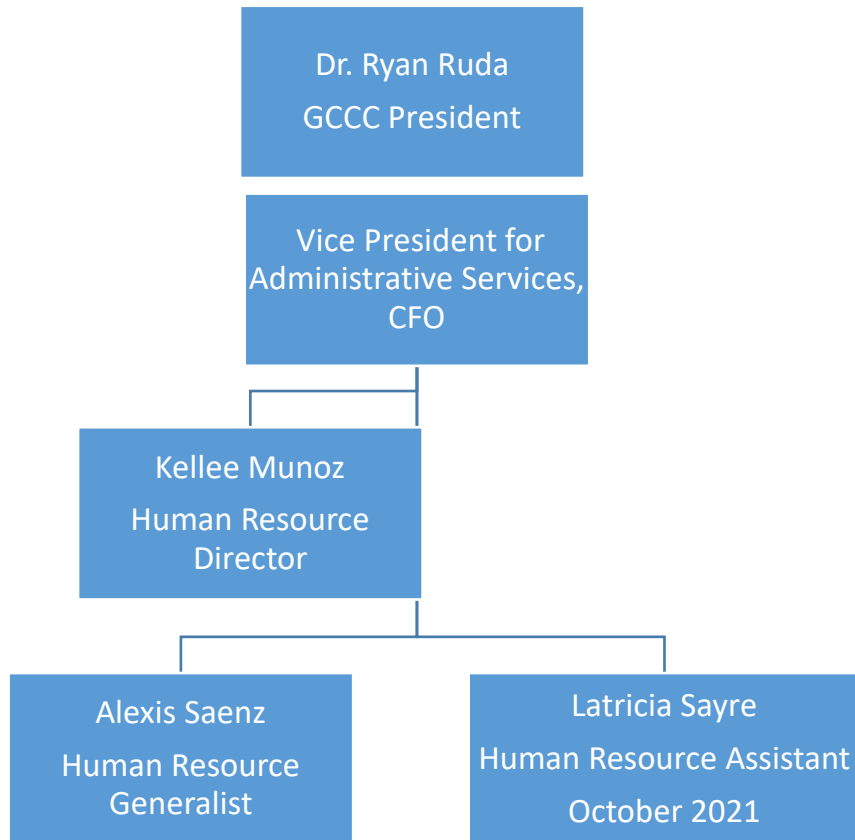 Dr. Ryan Ruda
GCCC President
Vice President for
Administrative Services,
CFO
Kellee Munoz
Human Resource
Director
Alexis Saenz
Human Resource
Generalist
Latricia Sayre
Human Resource Assistant
October 2021